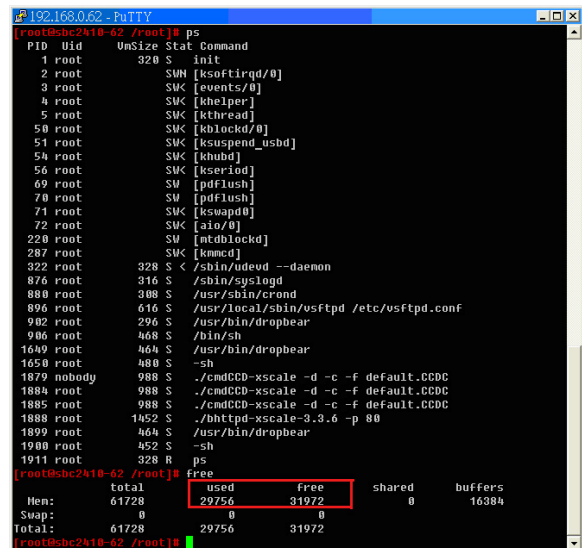 192.168.0.62 - PuTTY
[root@sbc2410-62 /root]# ps
PID Uid VmSize Stat Command
1 root 320 S init
2 root SWN [ksoftirqd/0]
3 root SW< [events/0]
4 root SW< [khelper]
5 root SW< [kthread]
50 root SW< [kblockd/0]
51 root SW< [ksuspend_usbd]
54 root SW< [khubd]
56 root SW< [kseriod]
69 root SW [pdflush]
70 root SW [pdflush]
71 root SW< [kswapd0]
72 root SW< [aio/0]
220 root SW [mtdblockd]
287 root SW< [kmmcd]
322 root 328 S < /sbin/udevd --daemon
876 root 316 S /sbin/syslogd
880 root 308 S /usr/sbin/crond
896 root 616 S /usr/local/sbin/vsftpd /etc/vsftpd.conf
902 root 296 S /usr/bin/dropbear
906 root 468 S /bin/sh
1649 root 464 S /usr/bin/dropbear
1650 root 480 S -sh
1879 nobody 988 S ./cmdCCD-xscale -d -c -f default.CCDC
1884 root 988 S ./cmdCCD-xscale -d -c -f default.CCDC
1885 root 988 S ./cmdCCD-xscale -d -c -f default.CCDC
1888 root 1452 S ./bhttpd-xscale-3.3.6 -p 80
1899 root 464 S /usr/bin/dropbear
1900 root 452 S -sh
1911 root 328 R ps
[root@sbc2410-62 /root]# free
total used free shared buffers
Mem: 61728 29756 31972 0 16384
Swap: 0 0 0
Total: 61728 29756 31972
[root@sbc2410-62 /root]#